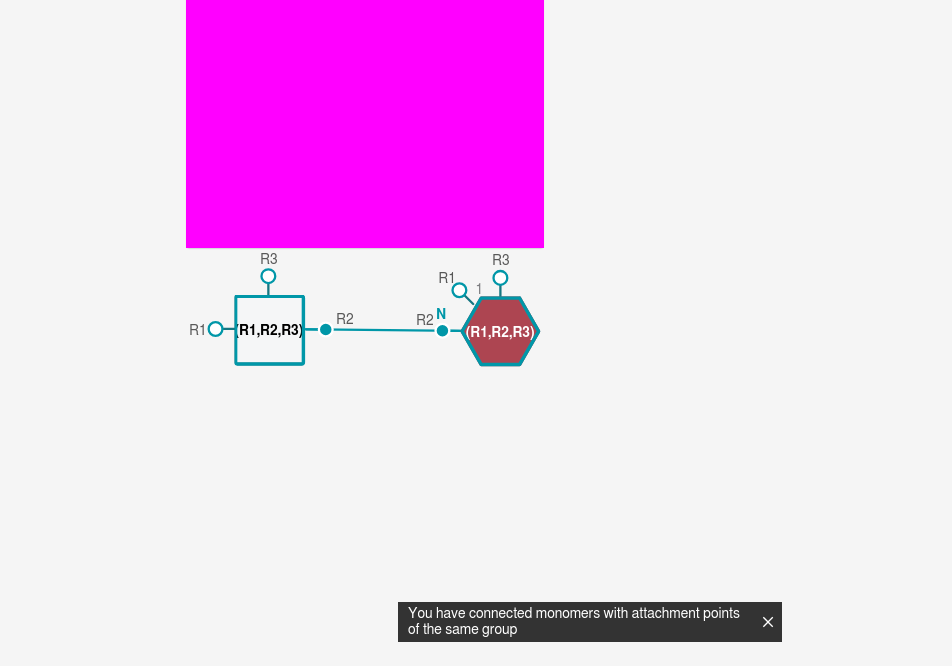 R3
R3
R1
1
N
R2
R2
R1
(R1,R2,R3)
(R1,R2,R3)
You have connected monomers with attachment points
of the same group